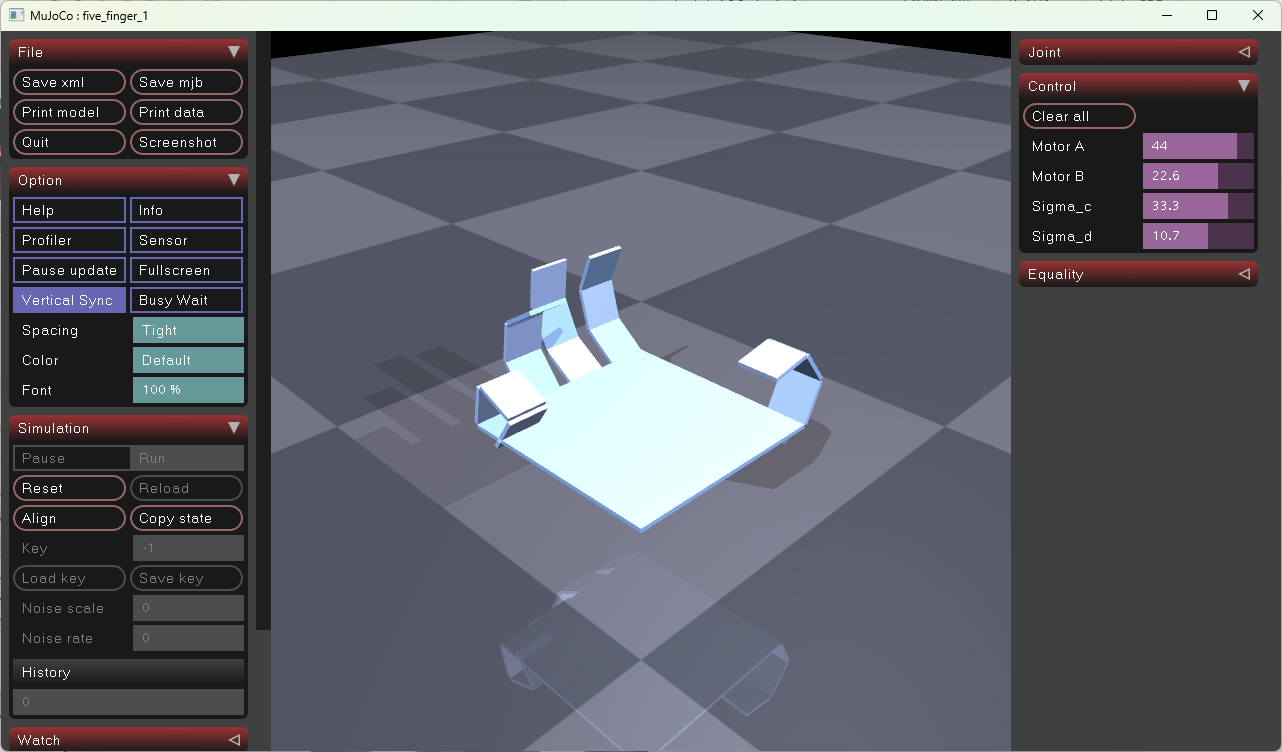 MuJoCo : five_finger_1
File
Save xml
Save mjb
Print model
Print data
Quit
Screenshot
Option
Help
Info
Profiler
Sensor
Pause update
Fullscreen
Vertical Sync
Busy Wait
Spacing
Tight
Color
Default
Font
100 %
Simulation
Pause
Run
Reset
Reload
Align
Copy state
Key
-1
Load key
Save key
Noise scale
0
Noise rate
0
History
0
Watch
Joint
Control
Clear all
Motor A
44
Motor B
22.6
Sigma_c
33.3
Sigma_d
10.7
Equality